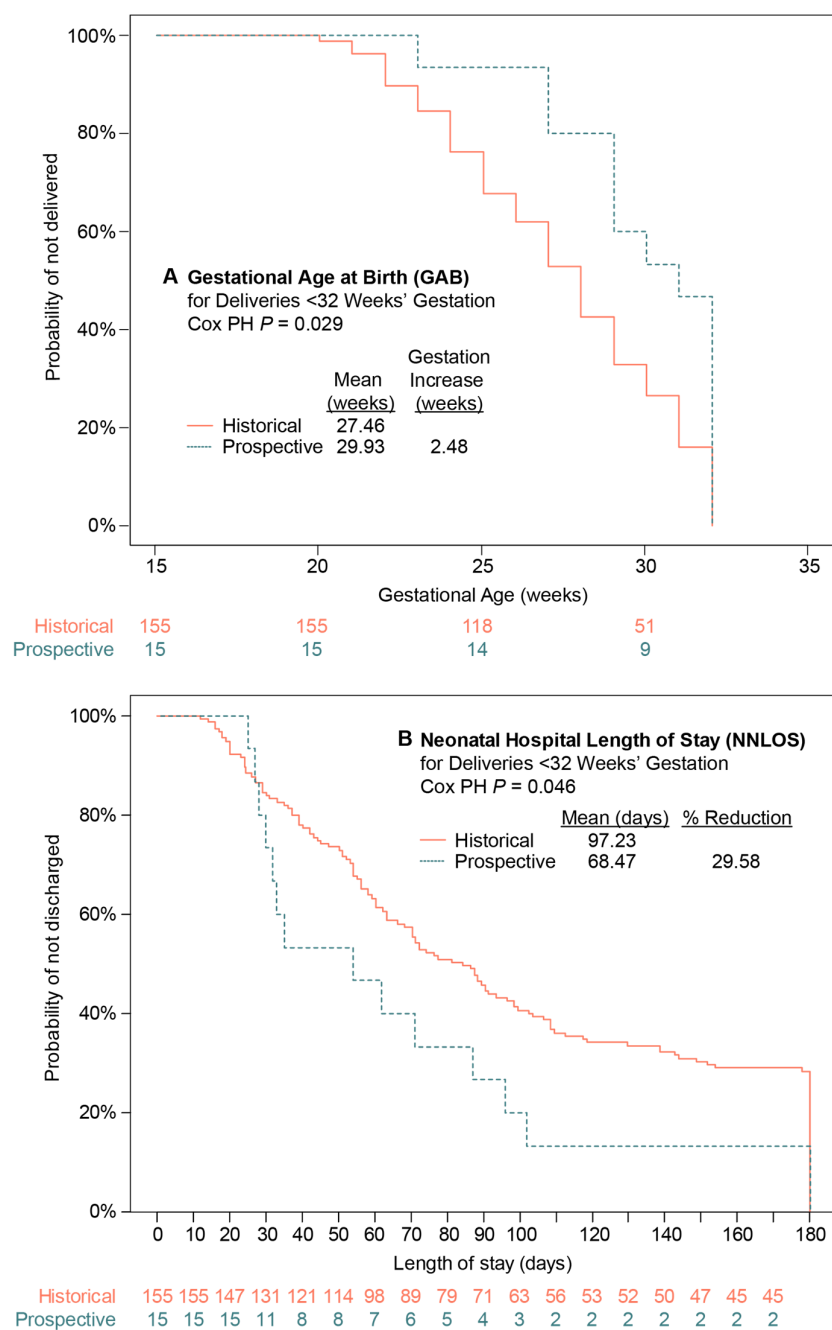 100%
80%
60%
40%
20%
0%
Probability of not delivered
A Gestational Age at Birth (GAB)
for Deliveries <32 Weeks’ Gestation
Cox PH P = 0.029
Gestation
Mean Increase
(weeks) (weeks)
Historical 27.46
Prospective 29.93 2.48
15 20 25 30 35
Gestational Age (weeks)
Historical 155 155 118 51
Prospective 15 15 14 9
100%
80%
60%
40%
20%
0%
Probability of not discharged
B Neonatal Hospital Length of Stay (NNLOS)
for Deliveries <32 Weeks’ Gestation
Cox PH P = 0.046
Mean (days) % Reduction
Historical 97.23
Prospective 68.47 29.58
0 10 20 30 40 50 60 70 80 90 100 120 140 160 180
Length of stay (days)
Historical 155 155 147 131 121 114 98 89 79 71 63 56 53 52 50 47 45 45
Prospective 15 15 15 11 8 8 7 6 5 4 3 2 2 2 2 2 2 2